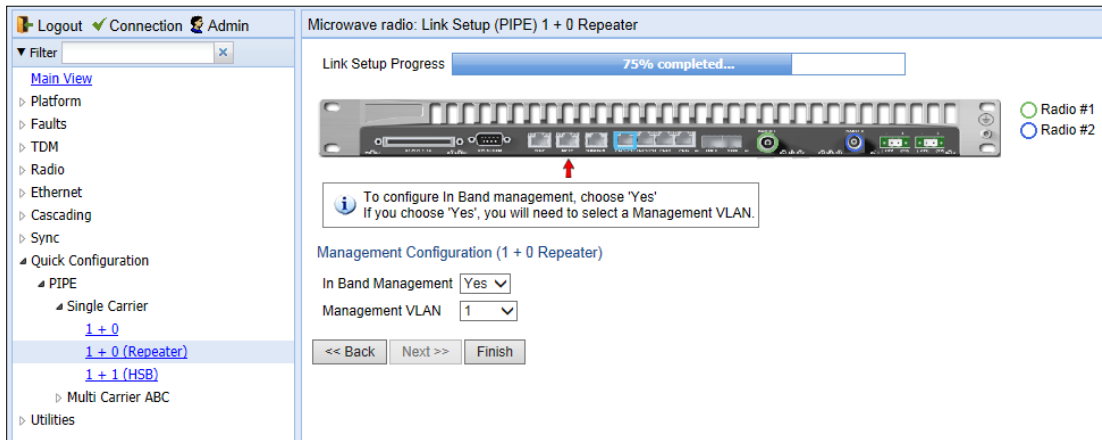 Logout Connection Admin
Filter
Main View
Platform
Faults
TDM
Radio
Ethernet
Cascading
Sync
Quick Configuration
PIPE
Single Carrier
1 + 0
1 + 0 (Repeater)
1 + 1 (HSB)
Multi Carrier ABC
Utilities
Microwave radio: Link Setup (PIPE) 1 + 0 Repeater
Link Setup Progress 75% completed...
Radio #1
Radio #2
To configure In Band management, choose 'Yes'
If you choose 'Yes', you will need to select a Management VLAN.
Management Configuration (1 + 0 Repeater)
In Band Management Yes
Management VLAN 1
<< Back Next >> Finish